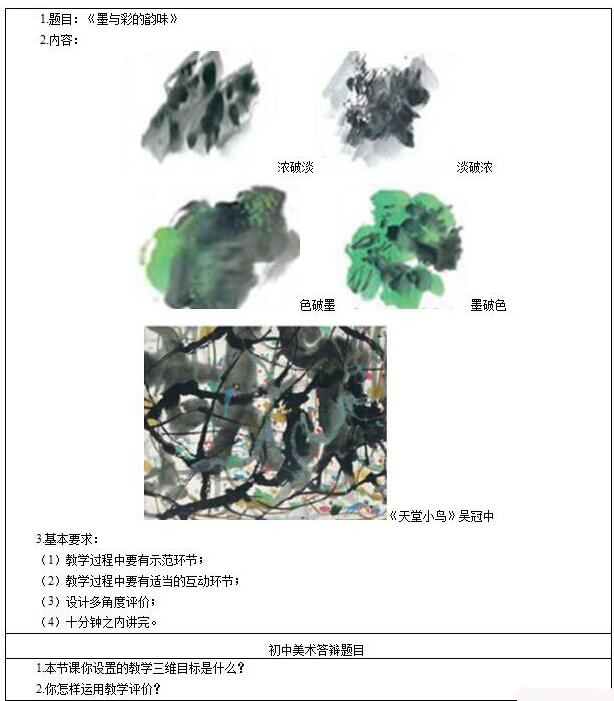 1.题目：《墨与彩的韵味》
2.内容：
浓破淡
淡破浓
色破墨
墨破色
《天堂小鸟》吴冠中
3.基本要求：
（1）教学过程中要有示范环节；
（2）教学过程中要有适当的互动环节；
（3）设计多角度评价；
（4）十分钟之内讲完。
初中美术答辩题目
1.本节课你设置的教学三维目标是什么？
2.你怎样运用教学评价？